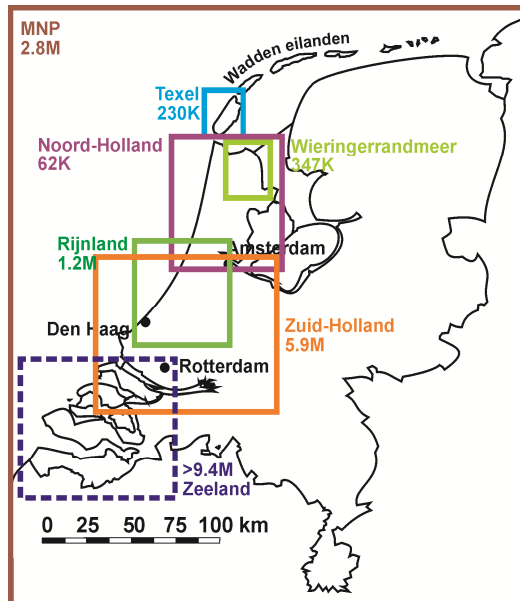 MNP
2.8M
Wadden eilanden
Texel
230K
Noord-Holland
62K
Wieringerrandmeer
347K
Rijnland
1.2M
Amsterdam
Den Haag
Zuid-Holland
5.9M
Rotterdam
>9.4M
Zeeland
0 25 50 75 100 km